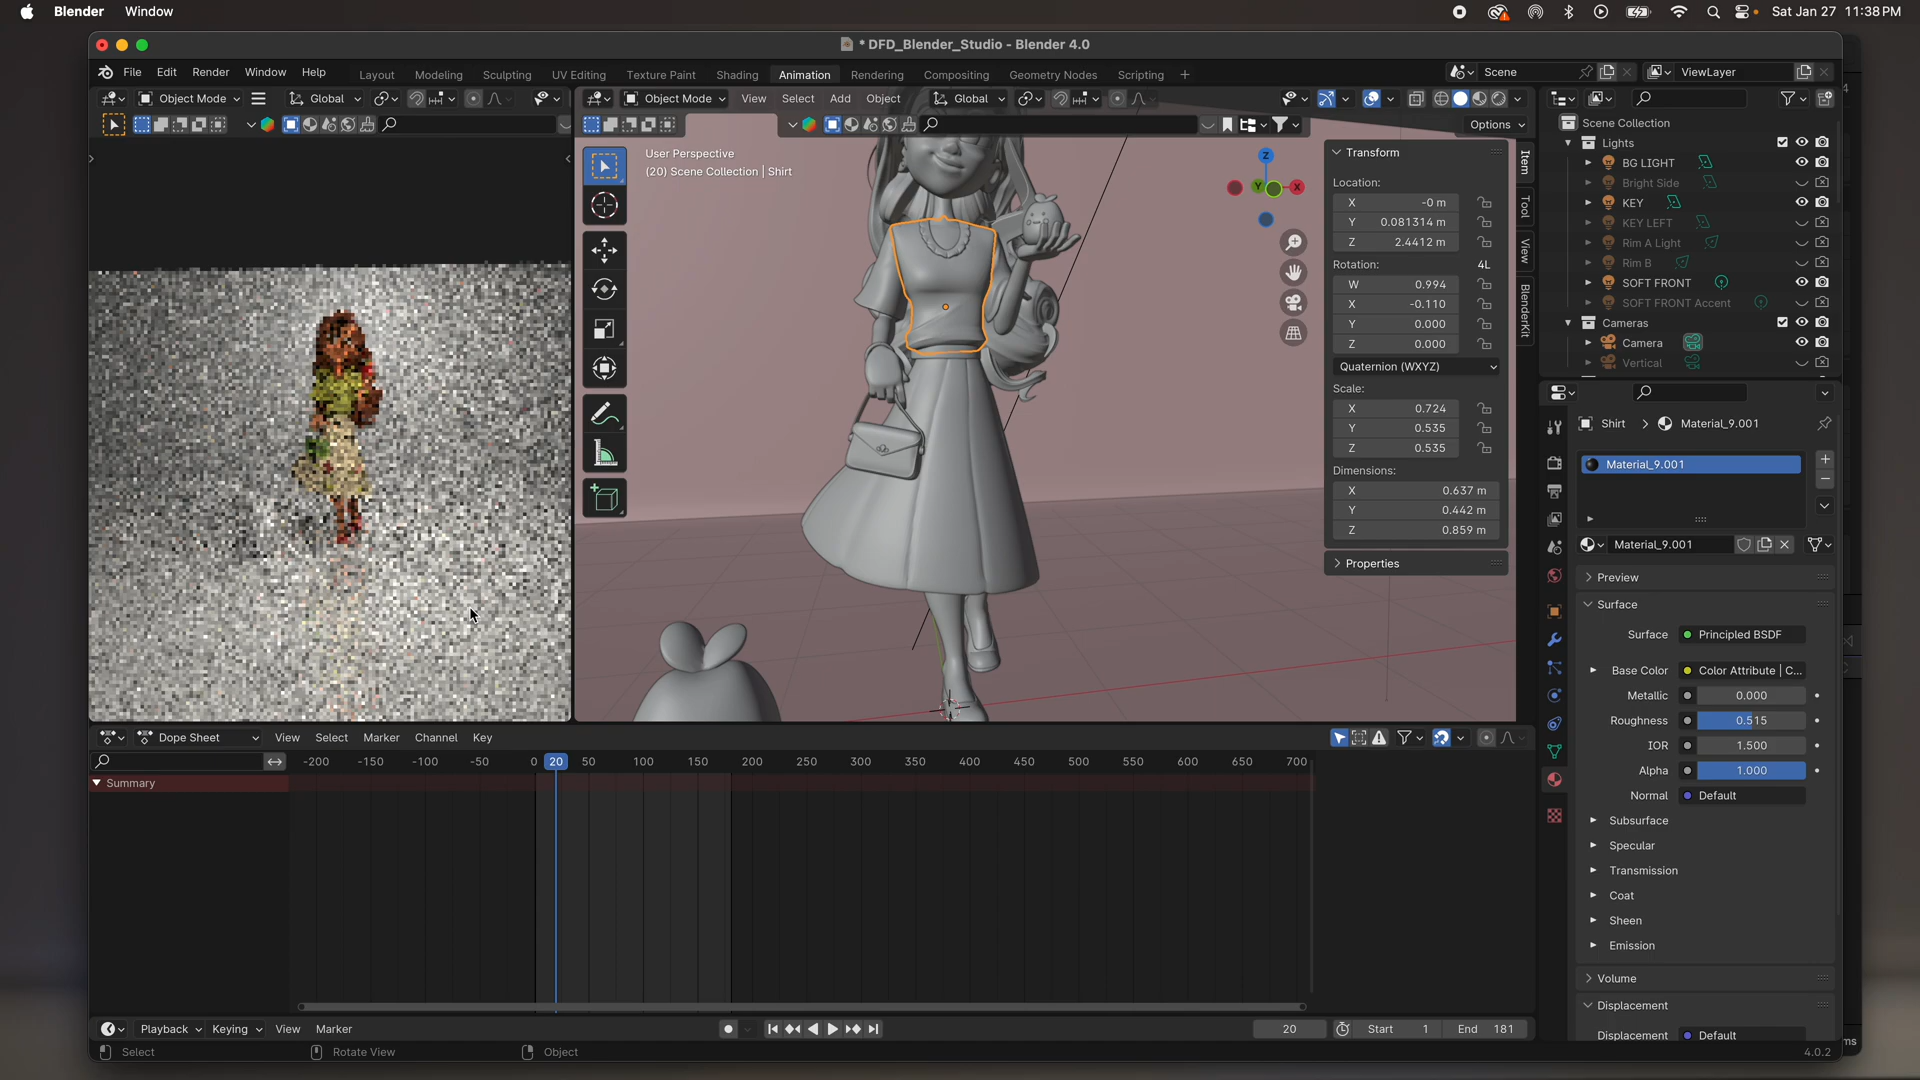 Blender Window Sat Jan 27 11:38 PM
* DFD_Blender_Studio - Blender 4.0
File Edit Render Window Help Layout Modeling Sculpting UV Editing Texture Paint Shading Animation Rendering Compositing Geometry Nodes Scripting + Scene ViewLayer
Object Mode Global Object Mode View Select Add Object Global
Options
User Perspective
(20) Scene Collection | Shirt
Z
Y X
Transform
Location:
X -0 m
Y 0.081314 m
Z 2.4412 m
Rotation: 4L
W 0.994
X -0.110
Y 0.000
Z 0.000
Quaternion (WXYZ)
Scale:
X 0.724
Y 0.535
Z 0.535
Dimensions:
X 0.637 m
Y 0.442 m
Z 0.859 m
Properties
Item
Tool
View
BlenderKit
Scene Collection
Lights
BG LIGHT
Bright Side
KEY
KEY LEFT
Rim A Light
Rim B
SOFT FRONT
SOFT FRONT Accent
Cameras
Camera
Vertical
Shirt > Material_9.001
Material_9.001
Material_9.001
Preview
Surface
Surface Principled BSDF
Base Color Color Attribute | C...
Metallic 0.000
Roughness 0.515
IOR 1.500
Alpha 1.000
Normal Default
Subsurface
Specular
Transmission
Coat
Sheen
Emission
Volume
Displacement
Displacement Default
Dope Sheet View Select Marker Channel Key
-200 -150 -100 -50 0 20 50 100 150 200 250 300 350 400 450 500 550 600 650 700
Summary
Playback Keying View Marker 20 Start 1 End 181
Select Rotate View Object 4.0.2
ms